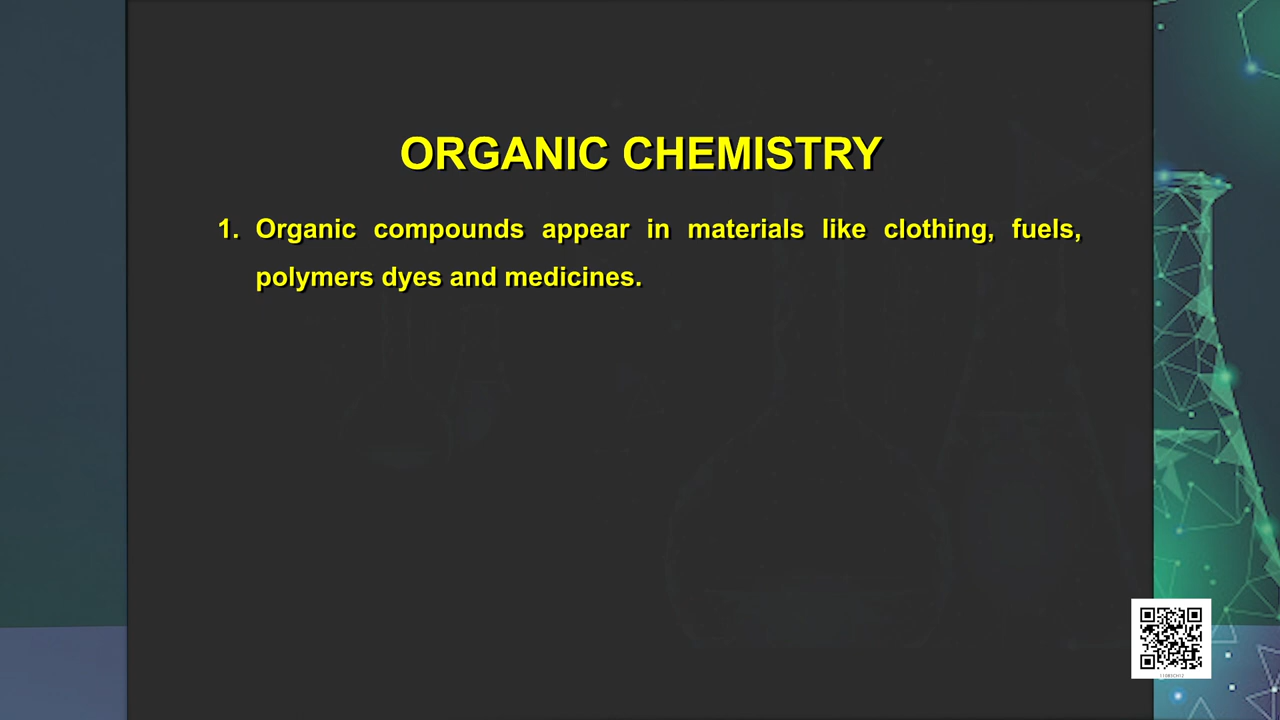 ORGANIC CHEMISTRY
1. Organic compounds appear in materials like clothing, fuels,
polymers dyes and medicines.